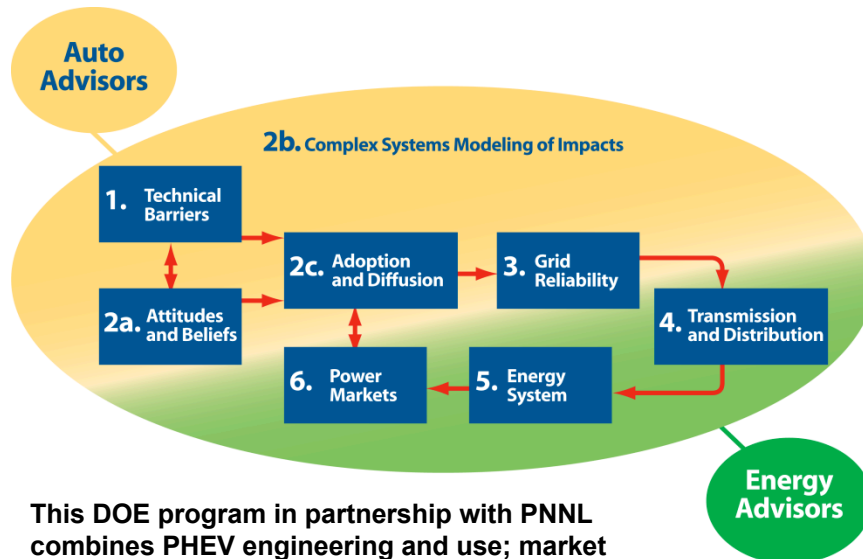 Auto
Advisors
2b. Complex Systems Modeling of Impacts
1. Technical
Barriers
2a. Attitudes
and Beliefs
2c. Adoption
and Diffusion
3. Grid
Reliability
4. Transmission
and Distribution
6. Power
Markets
5. Energy
System
Energy
Advisors
This DOE program in partnership with PNNL
combines PHEV engineering and use; market